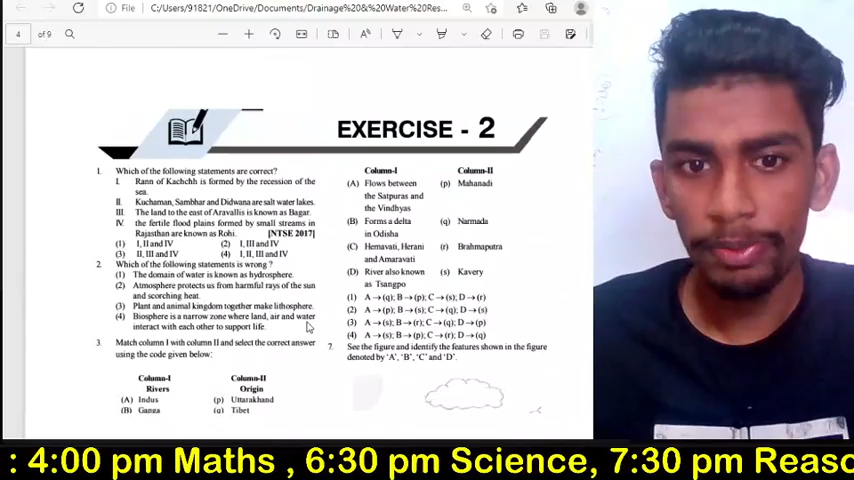 File
C:/Users/91821/OneDrive/Documents/Drainage%20&%20Water%20Res...
4 of 9
EXERCISE - 2
1. Which of the following statements are correct?
I. Rann of Kachchh is formed by the recession of the
sea.
II. Kuchaman, Sambhar and Didwana are salt water lakes.
III. The land to the east of Aravallis is known as Bagar.
IV. the fertile flood plains formed by small streams in
Rajasthan are known as Rohi. [NTSE 2017]
(1) I, II and IV (2) I, III and IV
(3) II, III and IV (4) I, II, III and IV
2. Which of the following statements is wrong ?
(1) The domain of water is known as hydrosphere.
(2) Atmosphere protects us from harmful rays of the sun
and scorching heat.
(3) Plant and animal kingdom together make lithosphere.
(4) Biosphere is a narrow zone where land, air and water
interact with each other to support life.
3. Match column I with column II and select the correct answer
using the code given below:
Column-I Column-II
Rivers Origin
(A) Indus (p) Uttarakhand
(B) Ganga (q) Tibet
Column-I Column-II
(A) Flows between (p) Mahanadi
the Satpuras and
the Vindhyas
(B) Forms a delta (q) Narmada
in Odisha
(C) Hemavati, Herani (r) Brahmaputra
and Amaravati
(D) River also known (s) Kavery
as Tsangpo
(1) A → (q); B → (p); C → (s); D → (r)
(2) A → (p); B → (s); C → (q); D → (s)
(3) A → (s); B → (r); C → (q); D → (p)
(4) A → (s); B → (p); C → (r); D → (q)
7. See the figure and identify the features shown in the figure
denoted by 'A', 'B', 'C' and 'D'.
: 4:00 pm Maths , 6:30 pm Science, 7:30 pm Reaso